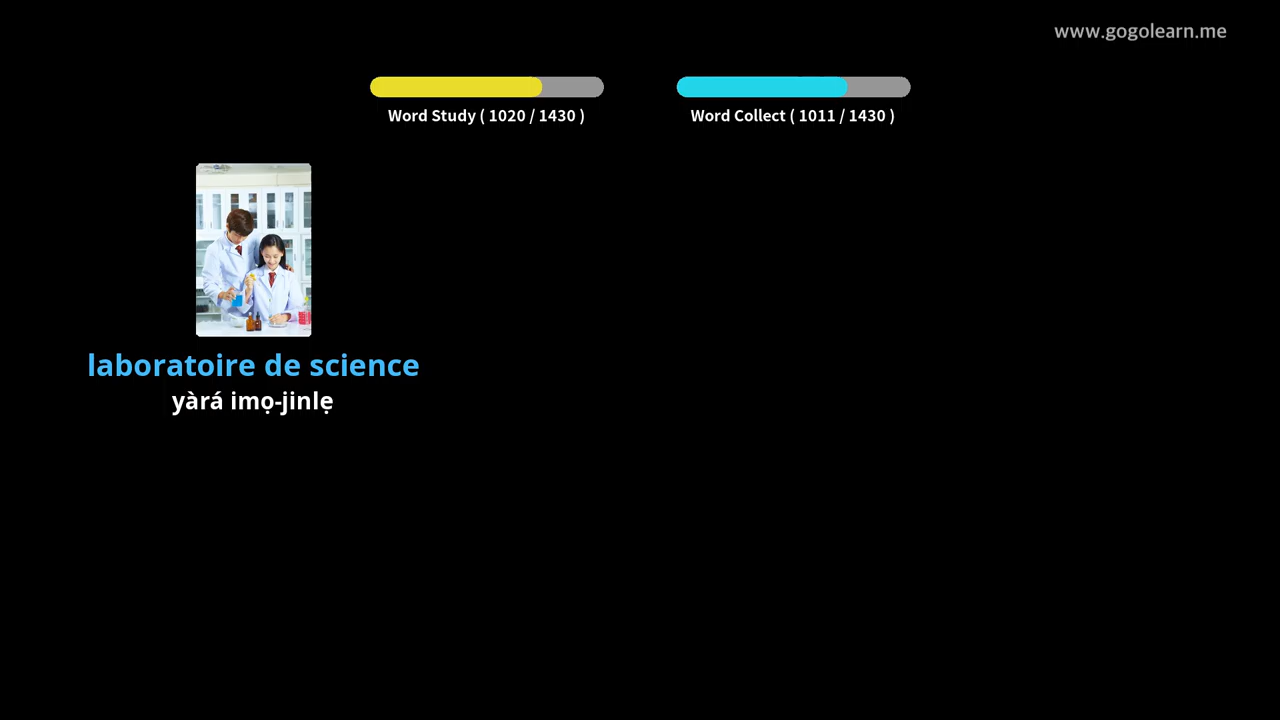 www.gogolearn.me
Word Study ( 1020 / 1430 )
Word Collect ( 1011 / 1430 )
laboratoire de science
yàrá imọ-jinlẹ